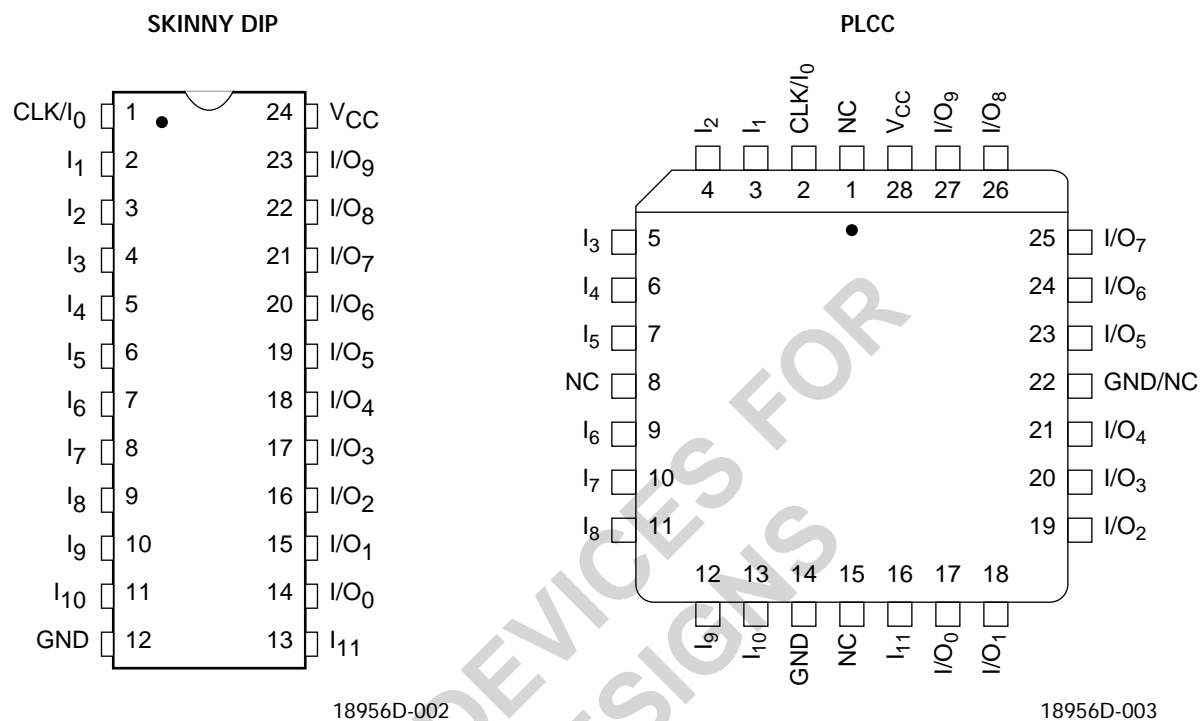 SKINNY DIP
CLK/I0 1 24 VCC
I1 2 23 I/O9
I2 3 22 I/O8
I3 4 21 I/O7
I4 5 20 I/O6
I5 6 19 I/O5
I6 7 18 I/O4
I7 8 17 I/O3
I8 9 16 I/O2
I9 10 15 I/O1
I10 11 14 I/O0
GND 12 13 I11
18956D-002
PLCC
I2 I1 CLK/I0 NC VCC I/O9 I/O8
4 3 2 1 28 27 26
I3 5 25 I/O7
I4 6 24 I/O6
I5 7 23 I/O5
NC 8 22 GND/NC
I6 9 21 I/O4
I7 10 20 I/O3
I8 11 19 I/O2
12 13 14 15 16 17 18
I9 I10 GND NC I11 I/O0 I/O1
18956D-003
DEVICES FOR
DESIGNS